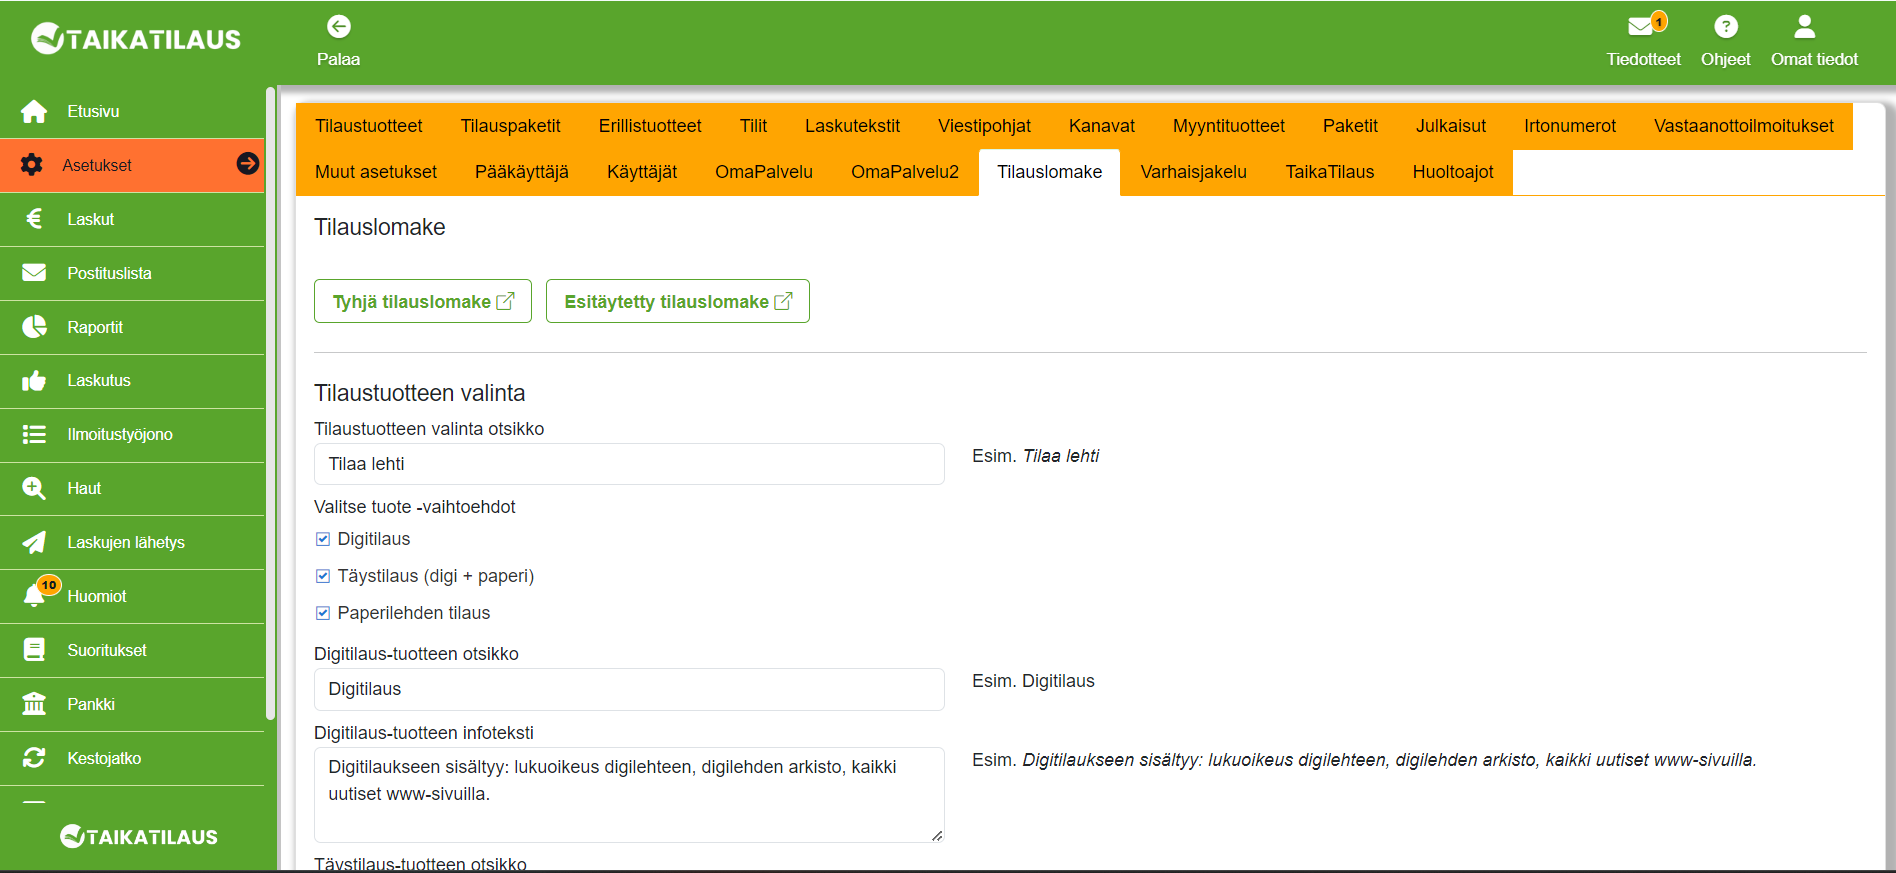 TAIKATILAUS
Palaa
1
Tiedotteet
Ohjeet
Omat tiedot
Etusivu
Asetukset
Laskut
Postituslista
Raportit
Laskutus
Ilmoitustyöjono
Haut
Laskujen lähetys
10
Huomiot
Suoritukset
Pankki
Kestojatko
TAIKATILAUS
Tilaustuotteet Tilauspaketit Erillistuotteet Tilit Laskutekstit Viestipohjat Kanavat Myyntituotteet Paketit Julkaisut Irtonumerot Vastaanottoilmoitukset
Muut asetukset Pääkäyttäjä Käyttäjät OmaPalvelu OmaPalvelu2 Tilauslomake Varhaisjakelu TaikaTilaus Huoltoajot
Tilauslomake
Tyhjä tilauslomake Esitäytetty tilauslomake
Tilaustuotteen valinta
Tilaustuotteen valinta otsikko
Tilaa lehti
Esim. Tilaa lehti
Valitse tuote -vaihtoehdot
Digitilaus
Täystilaus (digi + paperi)
Paperilehden tilaus
Digitilaus-tuotteen otsikko
Digitilaus
Esim. Digitilaus
Digitilaus-tuotteen infoteksti
Digitilaukseen sisältyy: lukuoikeus digilehteen, digilehden arkisto, kaikki
uutiset www-sivuilla.
Esim. Digitilaukseen sisältyy: lukuoikeus digilehteen, digilehden arkisto, kaikki uutiset www-sivuilla.
Täystilaus-tuotteen otsikko